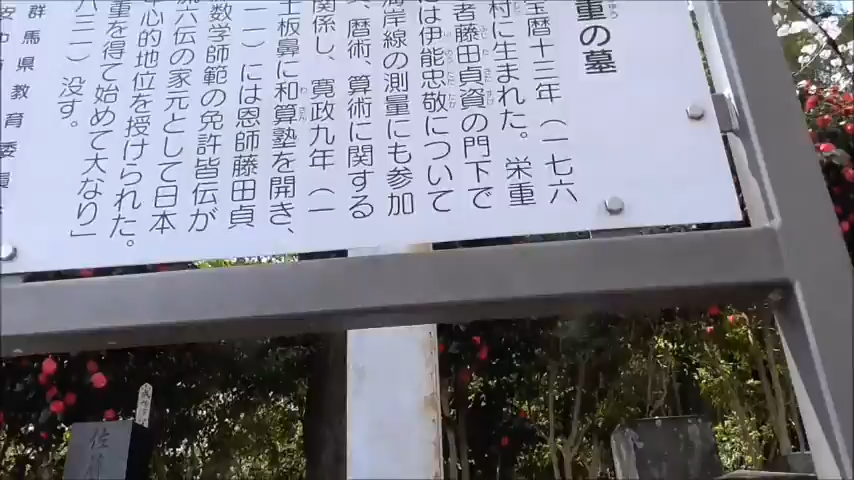 重の墓
宝暦十三年(一七六
村に生まれた。栄重
者藤田貞資の門下で
は伊能忠敬について
海岸線の測量にも参加
、暦術、算術に関する
関係し、寛政九年(一
板鼻に和算塾を開き、
一)には恩師藤田貞
数学師範の免許皆伝が
流六伝の家元として日本
中心的地位を授けられた。
重を得て始めて大なり」
八三一)没す。
群馬県教育委員
安中市
佐